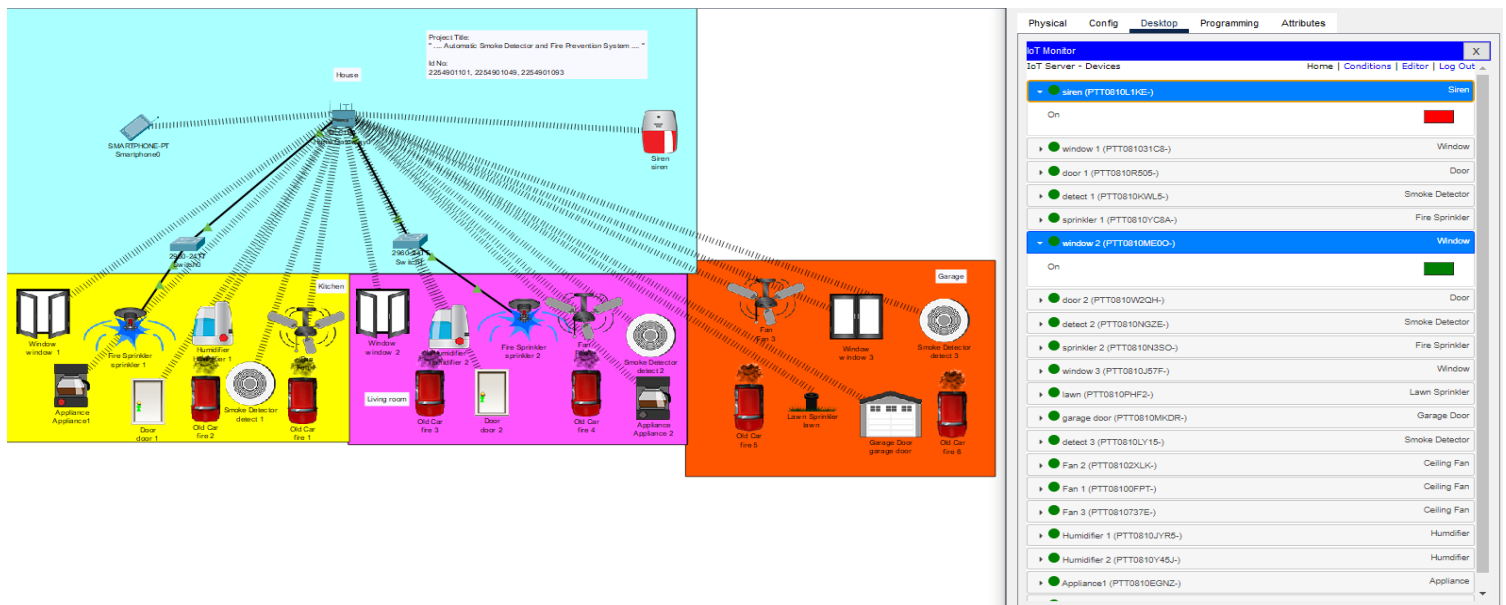 Project Title:
" .... Automatic Smoke Detector and Fire Prevention System .... "
Id No:
2254901101, 2254901049, 2254901093
House
SMARTPHONE-PT
Smartphone0
Siren
siren
Kitchen
Garage
Window
window 1
Fire Sprinkler
sprinkler 1
Humidifier
Appliance
Appliance1
Door
door 1
Old Car
fire 2
Smoke Detector
detect 1
Old Car
fire 1
Window
window 2
Fire Sprinkler
sprinkler 2
Fan
Smoke Detector
detect 2
Living room
Old Car
fire 3
Door
door 2
Old Car
fire 4
Appliance
Appliance 2
Fan
Fan 3
Window
window 3
Smoke Detector
detect 3
Old Car
fire 5
Lawn Sprinkler
lawn
Garage Door
garage door
Old Car
fire 6
Physical Config Desktop Programming Attributes
IoT Monitor X
IoT Server - Devices Home | Conditions | Editor | Log Out
siren (PTT0810L1KE-) Siren
On
window 1 (PTT081031C8-) Window
door 1 (PTT0810R505-) Door
detect 1 (PTT0810KWL5-) Smoke Detector
sprinkler 1 (PTT0810YC8A-) Fire Sprinkler
window 2 (PTT0810ME0O-) Window
On
door 2 (PTT0810W2QH-) Door
detect 2 (PTT0810NGZE-) Smoke Detector
sprinkler 2 (PTT0810N3SO-) Fire Sprinkler
window 3 (PTT0810J57F-) Window
lawn (PTT0810PHF2-) Lawn Sprinkler
garage door (PTT0810MKDR-) Garage Door
detect 3 (PTT0810LY15-) Smoke Detector
Fan 2 (PTT08102XLK-) Ceiling Fan
Fan 1 (PTT08100FPT-) Ceiling Fan
Fan 3 (PTT0810737E-) Ceiling Fan
Humidifier 1 (PTT0810JYR5-) Humdifier
Humidifier 2 (PTT0810Y45J-) Humdifier
Appliance1 (PTT0810EGNZ-) Appliance